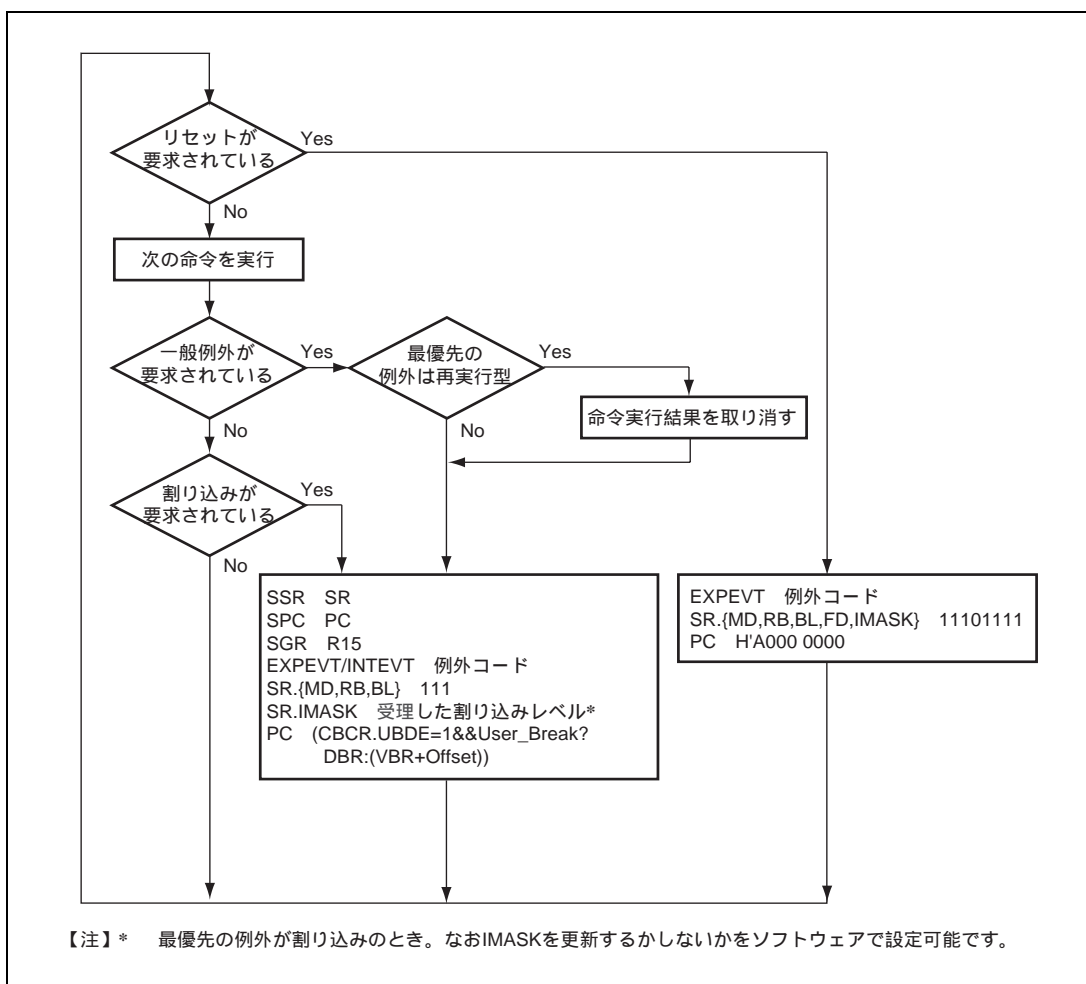 リセットが
要求されている
Yes
No
次の命令を実行
一般例外が
要求されている
Yes
最優先の
例外は再実行型
Yes
命令実行結果を取り消す
No
No
割り込みが
要求されている
Yes
No
SSR SR
SPC PC
SGR R15
EXPEVT/INTEVT 例外コード
SR.{MD,RB,BL} 111
SR.IMASK 受理した割り込みレベル*
PC (CBCR.UBDE=1&&User_Break?
DBR:(VBR+Offset))
EXPEVT 例外コード
SR.{MD,RB,BL,FD,IMASK} 11101111
PC H'A000 0000
【注】* 最優先の例外が割り込みのとき。なおIMASKを更新するかしないかをソフトウェアで設定可能です。